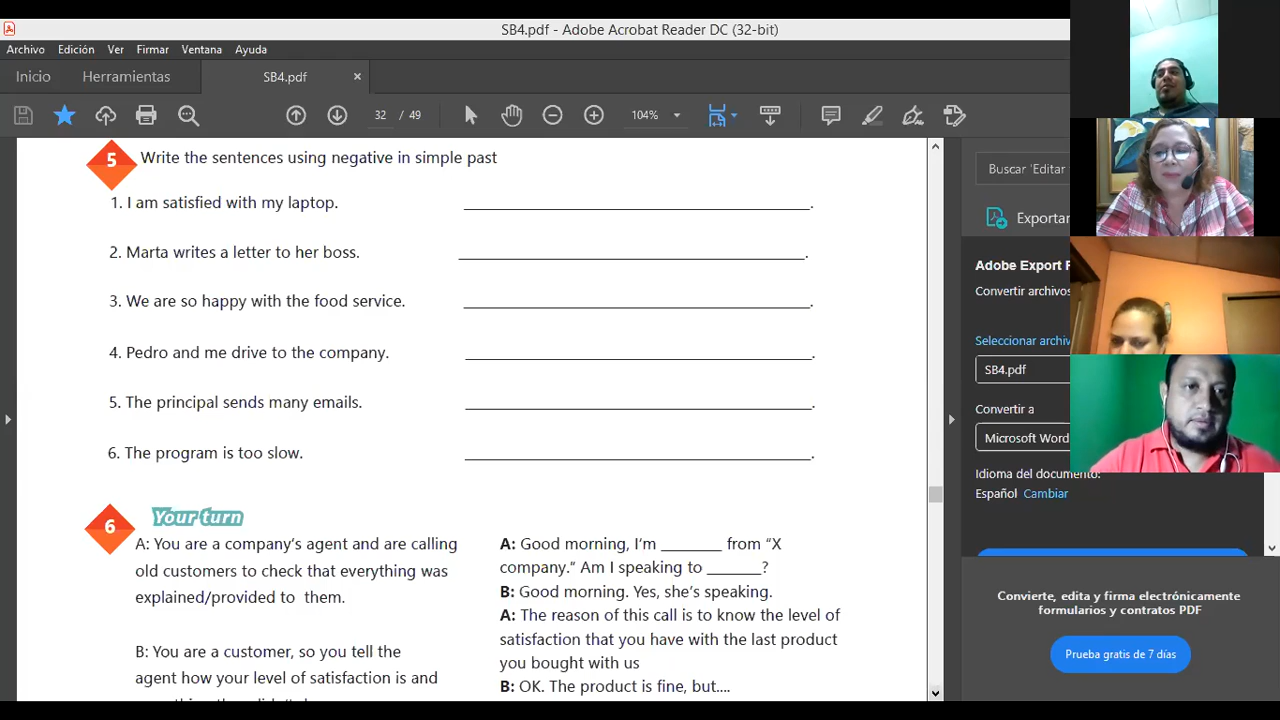 SB4.pdf - Adobe Acrobat Reader DC (32-bit)
Archivo Edición Ver Firmar Ventana Ayuda
Inicio Herramientas SB4.pdf ×
32 / 49 104%
5 Write the sentences using negative in simple past
1. I am satisfied with my laptop. ____________________.
2. Marta writes a letter to her boss. ____________________.
3. We are so happy with the food service. ____________________.
4. Pedro and me drive to the company. ____________________.
5. The principal sends many emails. ____________________.
6. The program is too slow. ____________________.
6 Your turn
A: You are a company's agent and are calling
old customers to check that everything was
explained/provided to them.
B: You are a customer, so you tell the
agent how your level of satisfaction is and
A: Good morning, I'm _______ from "X
company." Am I speaking to _______?
B: Good morning. Yes, she's speaking.
A: The reason of this call is to know the level of
satisfaction that you have with the last product
you bought with us
B: OK. The product is fine, but....
Buscar 'Editar
Exportar
Adobe Export
Convertir archivos
Seleccionar archiv
SB4.pdf
Convertir a
Microsoft Word
Idioma del documento:
Español Cambiar
Convierte, edita y firma electrónicamente
formularios y contratos PDF
Prueba gratis de 7 días